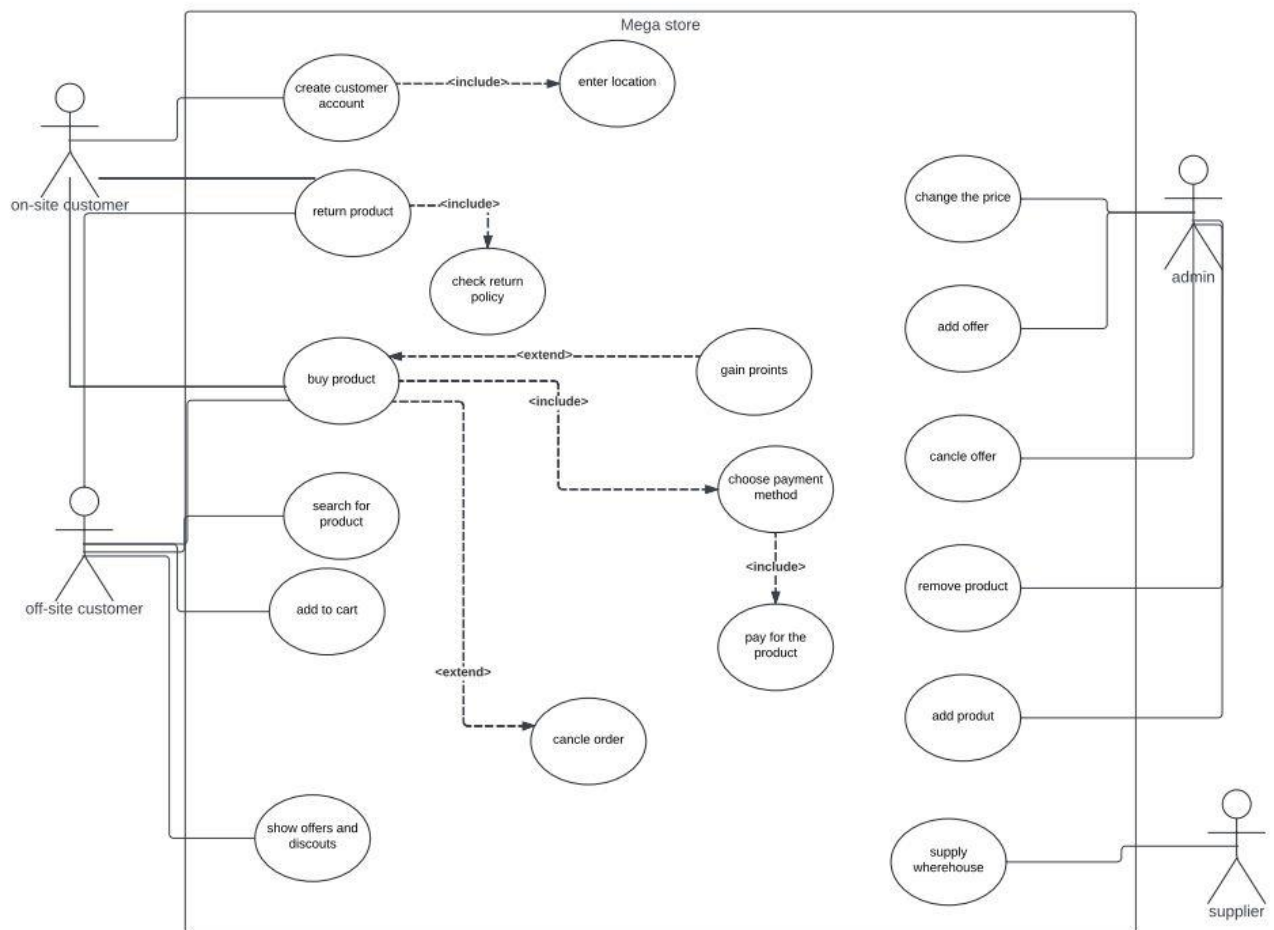 Mega store
create customer
account
<include>
enter location
on-site customer
return product
<include>
check return
policy
change the price
admin
add offer
buy product
<extend>
gain proints
<include>
cancle offer
choose payment
method
search for
product
<include>
remove product
off-site customer
add to cart
pay for the
product
<extend>
add produt
cancle order
show offers and
discouts
supply
wherehouse
supplier